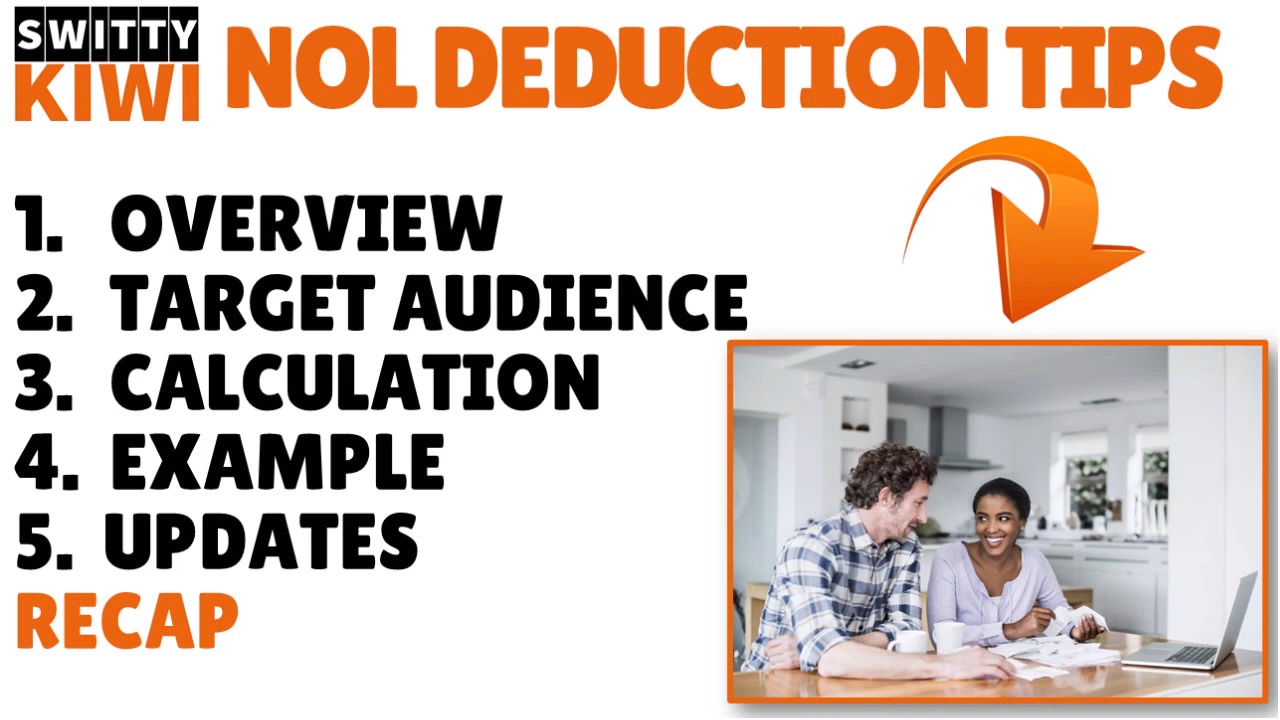 SWITTY
KIWI
NOL DEDUCTION TIPS
1. OVERVIEW
2. TARGET AUDIENCE
3. CALCULATION
4. EXAMPLE
5. UPDATES
RECAP